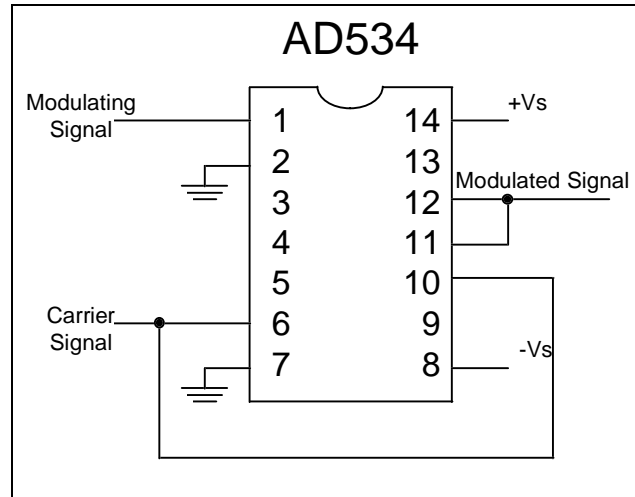 AD534
Modulating
Signal
1
2
3
4
5
6
7
14
13
12
11
10
9
8
+Vs
Modulated Signal
-Vs
Carrier
Signal